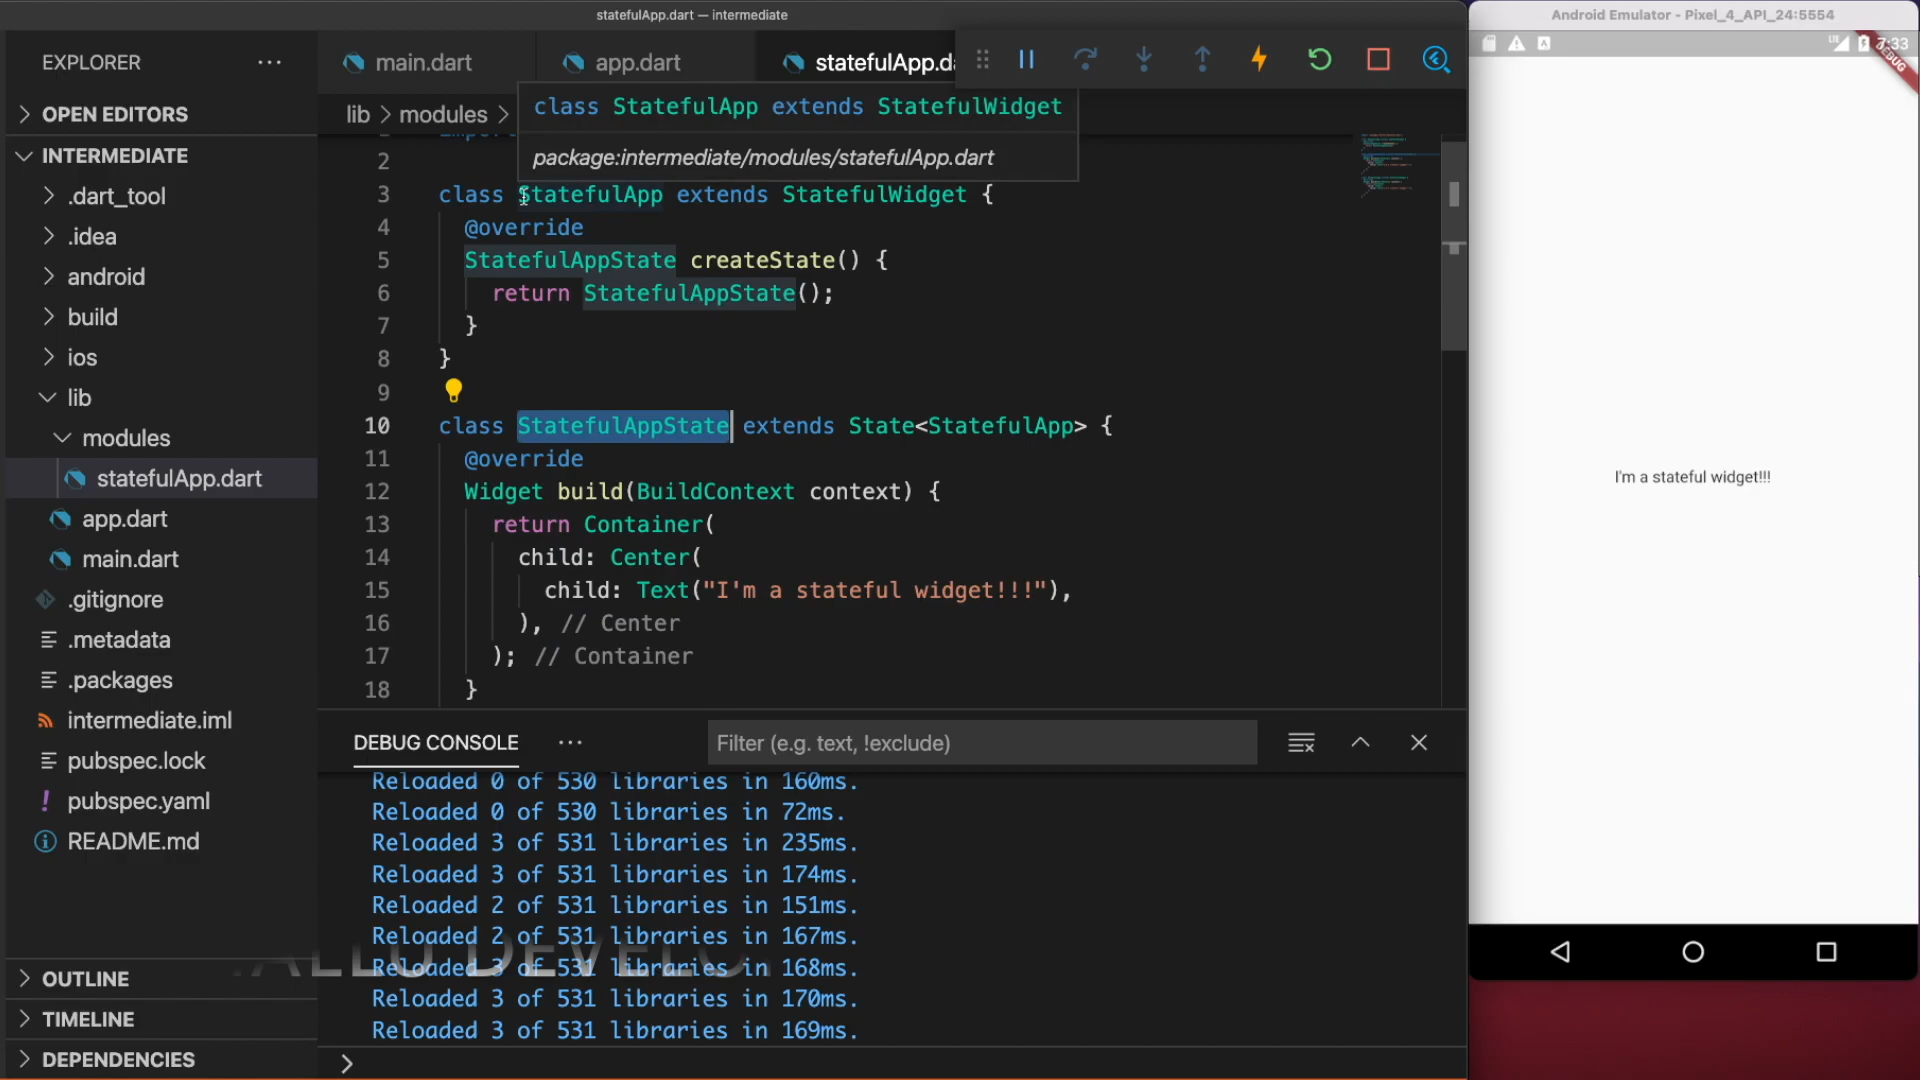 statefulApp.dart — intermediate
Android Emulator - Pixel_4_API_24:5554
EXPLORER
main.dart
app.dart
statefulApp.da
LTE
7:33
DEBUG
OPEN EDITORS
lib > modules >
class StatefulApp extends StatefulWidget
INTERMEDIATE
package:intermediate/modules/statefulApp.dart
.dart_tool
.idea
android
build
ios
lib
modules
statefulApp.dart
app.dart
main.dart
.gitignore
.metadata
.packages
intermediate.iml
pubspec.lock
pubspec.yaml
README.md
OUTLINE
TIMELINE
DEPENDENCIES
2
3 class StatefulApp extends StatefulWidget {
4 @override
5 StatefulAppState createState() {
6 return StatefulAppState();
7 }
8 }
9
10 class StatefulAppState extends State<StatefulApp> {
11 @override
12 Widget build(BuildContext context) {
13 return Container(
14 child: Center(
15 child: Text("I'm a stateful widget!!!"),
16 ), // Center
17 ); // Container
18 }
I'm a stateful widget!!!
DEBUG CONSOLE
Filter (e.g. text, !exclude)
Reloaded 0 of 530 libraries in 160ms.
Reloaded 0 of 530 libraries in 72ms.
Reloaded 3 of 531 libraries in 235ms.
Reloaded 3 of 531 libraries in 174ms.
Reloaded 2 of 531 libraries in 151ms.
Reloaded 2 of 531 libraries in 167ms.
Reloaded 3 of 531 libraries in 168ms.
Reloaded 3 of 531 libraries in 170ms.
Reloaded 3 of 531 libraries in 169ms.